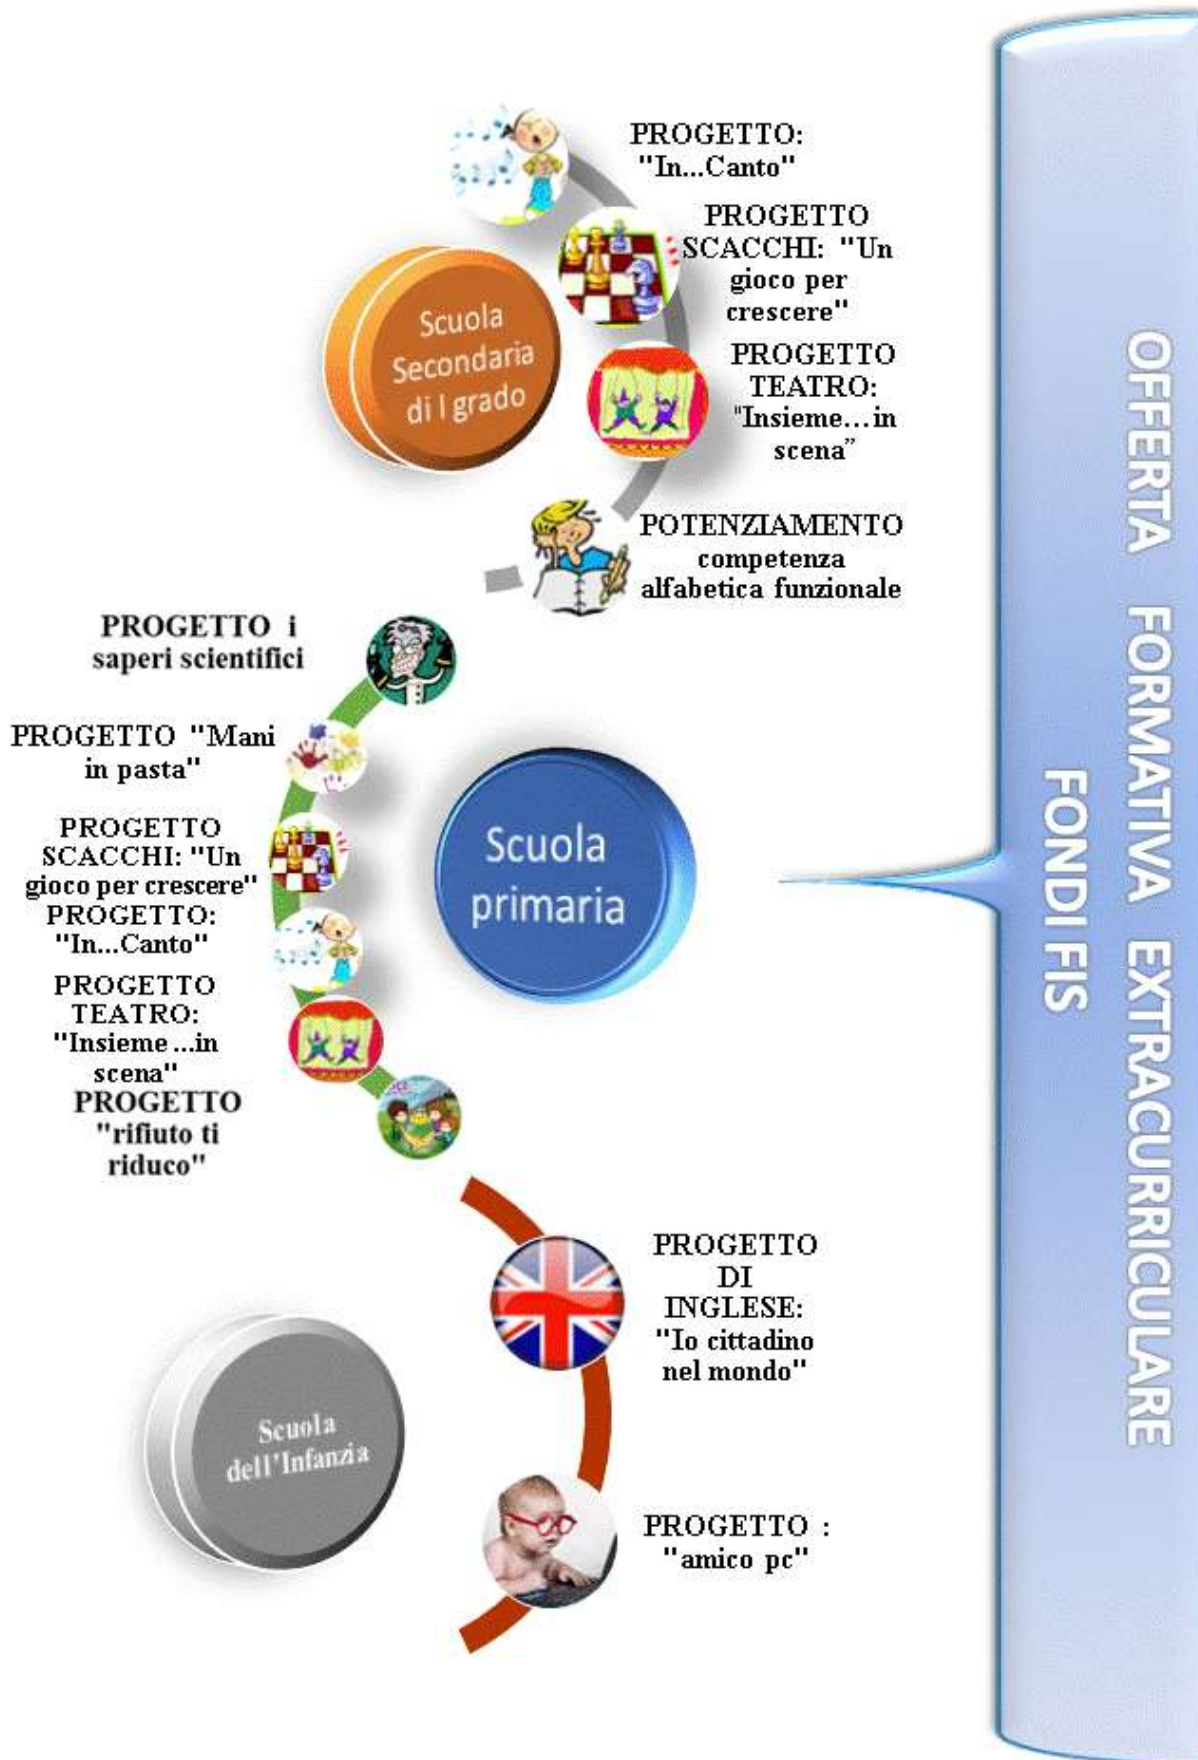 PROGETTO:
"In...Canto"
PROGETTO
SCACCHI: "Un
gioco per
crescere"
PROGETTO
TEATRO:
"Insieme...in
scena”
POTENZIAMENTO
competenza
alfabetica funzionale
Scuola
Secondaria
di I grado
PROGETTO i
saperi scientifici
PROGETTO "Mani
in pasta"
PROGETTO
SCACCHI: "Un
gioco per crescere"
PROGETTO:
"In...Canto"
PROGETTO
TEATRO:
"Insieme...in
scena"
PROGETTO
"rifiuto ti
riduco"
Scuola
primaria
PROGETTO
DI
INGLESE:
"Io cittadino
nel mondo"
PROGETTO :
"amico pc"
Scuola
dell'Infanzia
OFFERTA FORMATIVA EXTRACURRICULARE
FONDI FIS